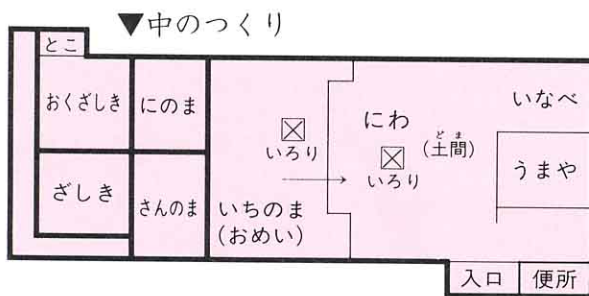 ▼中のつくり
とこ
おくざしき
にのま
ざしき
さんのま
いろり
いちのま
(おめい)
にわ
どま
(土間)
いろり
いなべ
うまや
入口
便所